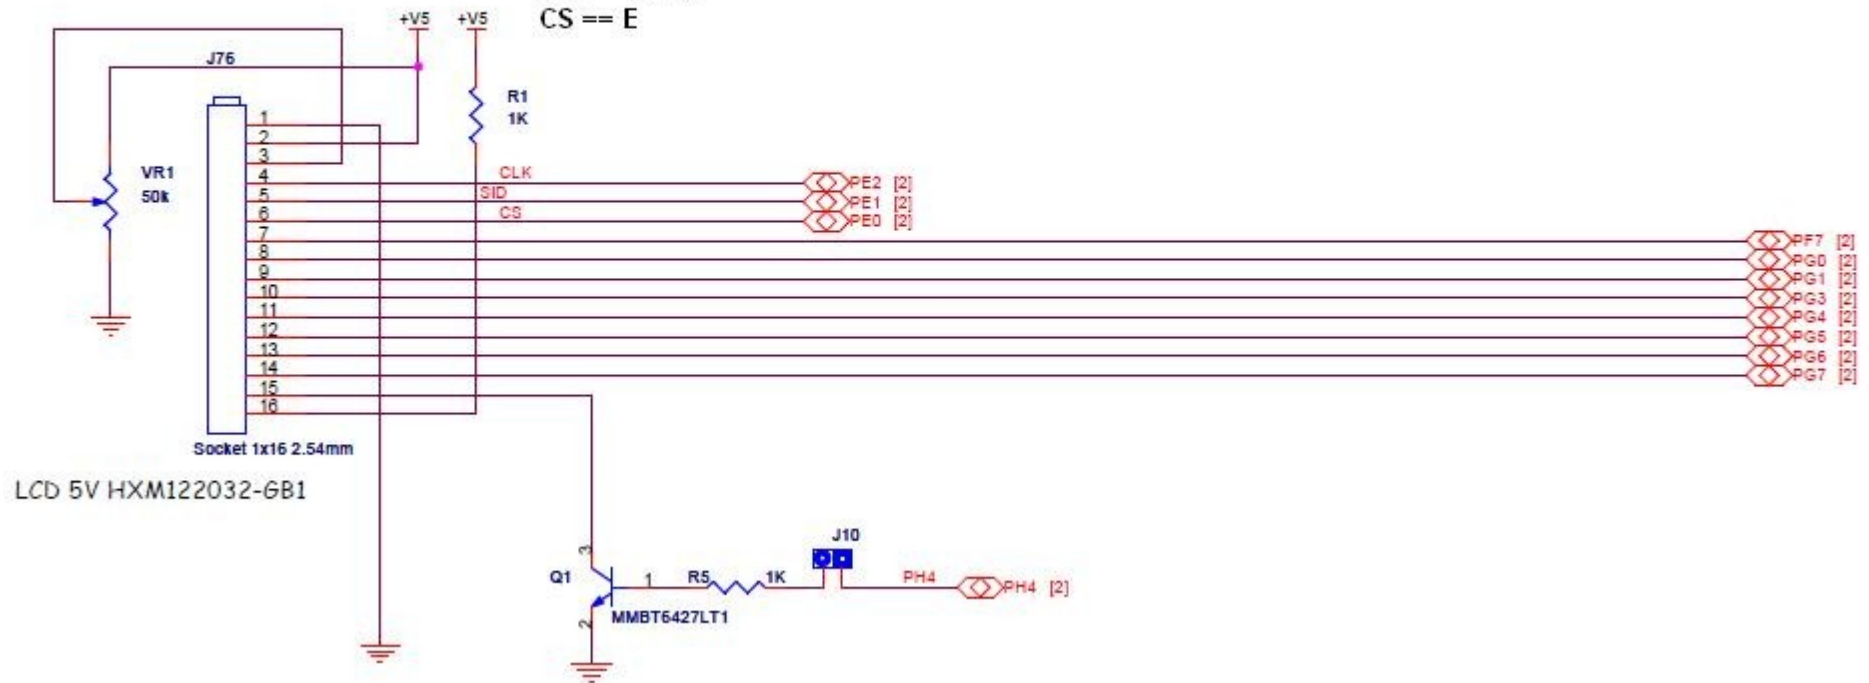 +V5 +V5 CS == E
J76
R1
1K
1
2
3
VR1
50k
4 CLK PE2 [2]
5 SID PE1 [2]
6 CS PE0 [2]
7 PF7 [2]
8 PG0 [2]
9 PG1 [2]
10 PG3 [2]
11 PG4 [2]
12 PG5 [2]
13 PG6 [2]
14 PG7 [2]
15
16
Socket 1x16 2.54mm
LCD 5V HXM122032-GB1
J10
3
Q1 1 R5 1K PH4 PH4 [2]
2 MMBT6427LT1